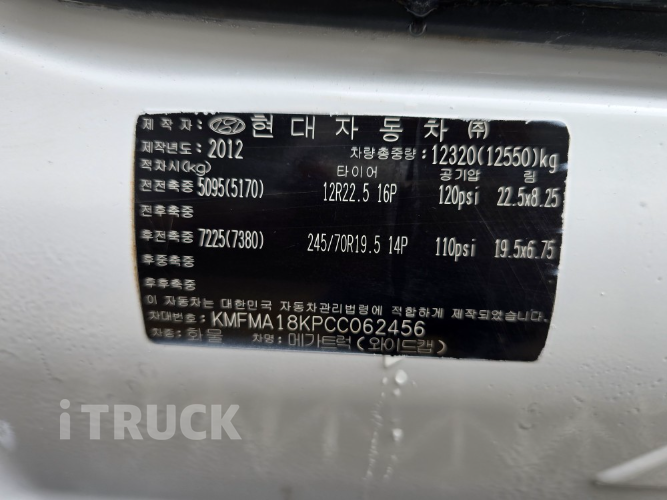 제작자: HYUNDAI 현대자동차㈜
제작년도: 2012 차량총중량: 12320(12550)kg
적차시(kg) 타이어 공기압 림
전전축중 5095(5170) 12R22.5 16P 120psi 22.5x8.25
전후축중
후전축중 7225(7380) 245/70R19.5 14P 110psi 19.5x6.75
후중축중
후후축중
이 자동차는 대한민국 자동차관리법령에 적합하게 제작되었습니다.
차대번호: KMFMA18KPCC062456
차종: 화물 차명: 메가트럭(와이드캡)
iTRUCK